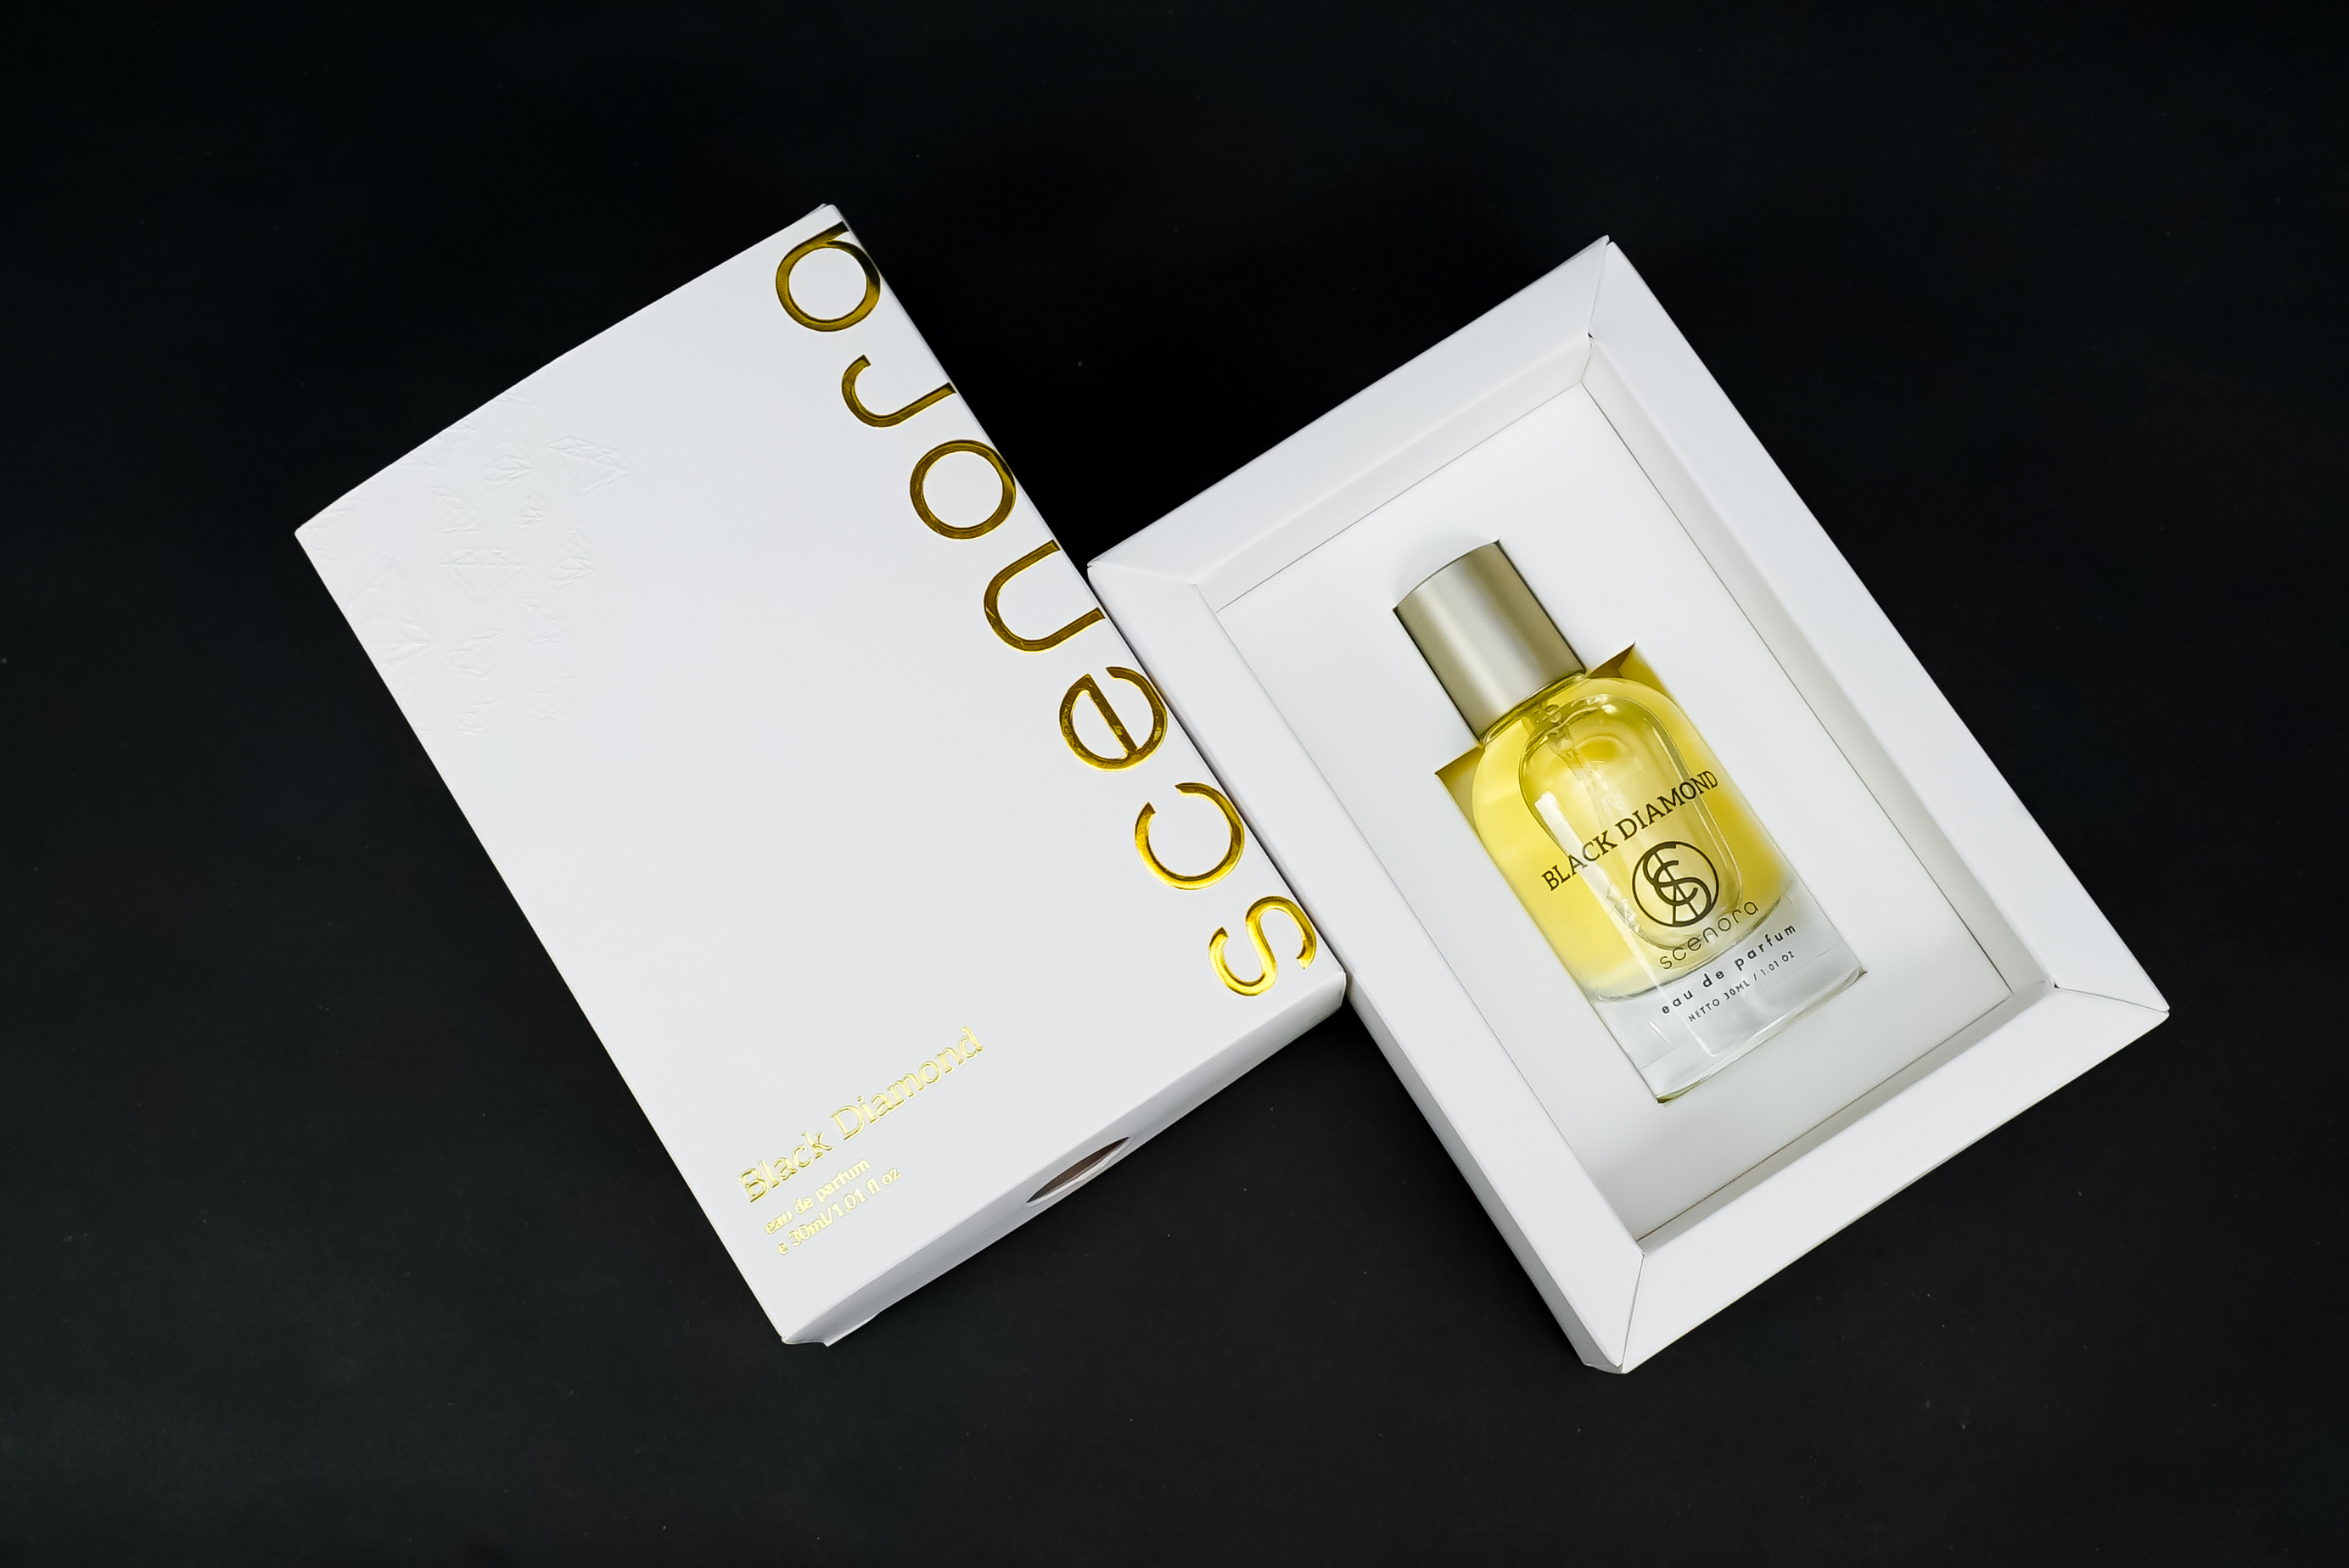 scenora
Black Diamond
eau de parfum
e 30ml/1.01 fl oz
BLACK DIAMOND
scenora
eau de parfum
NETTO 30ML / 1.01 OZ